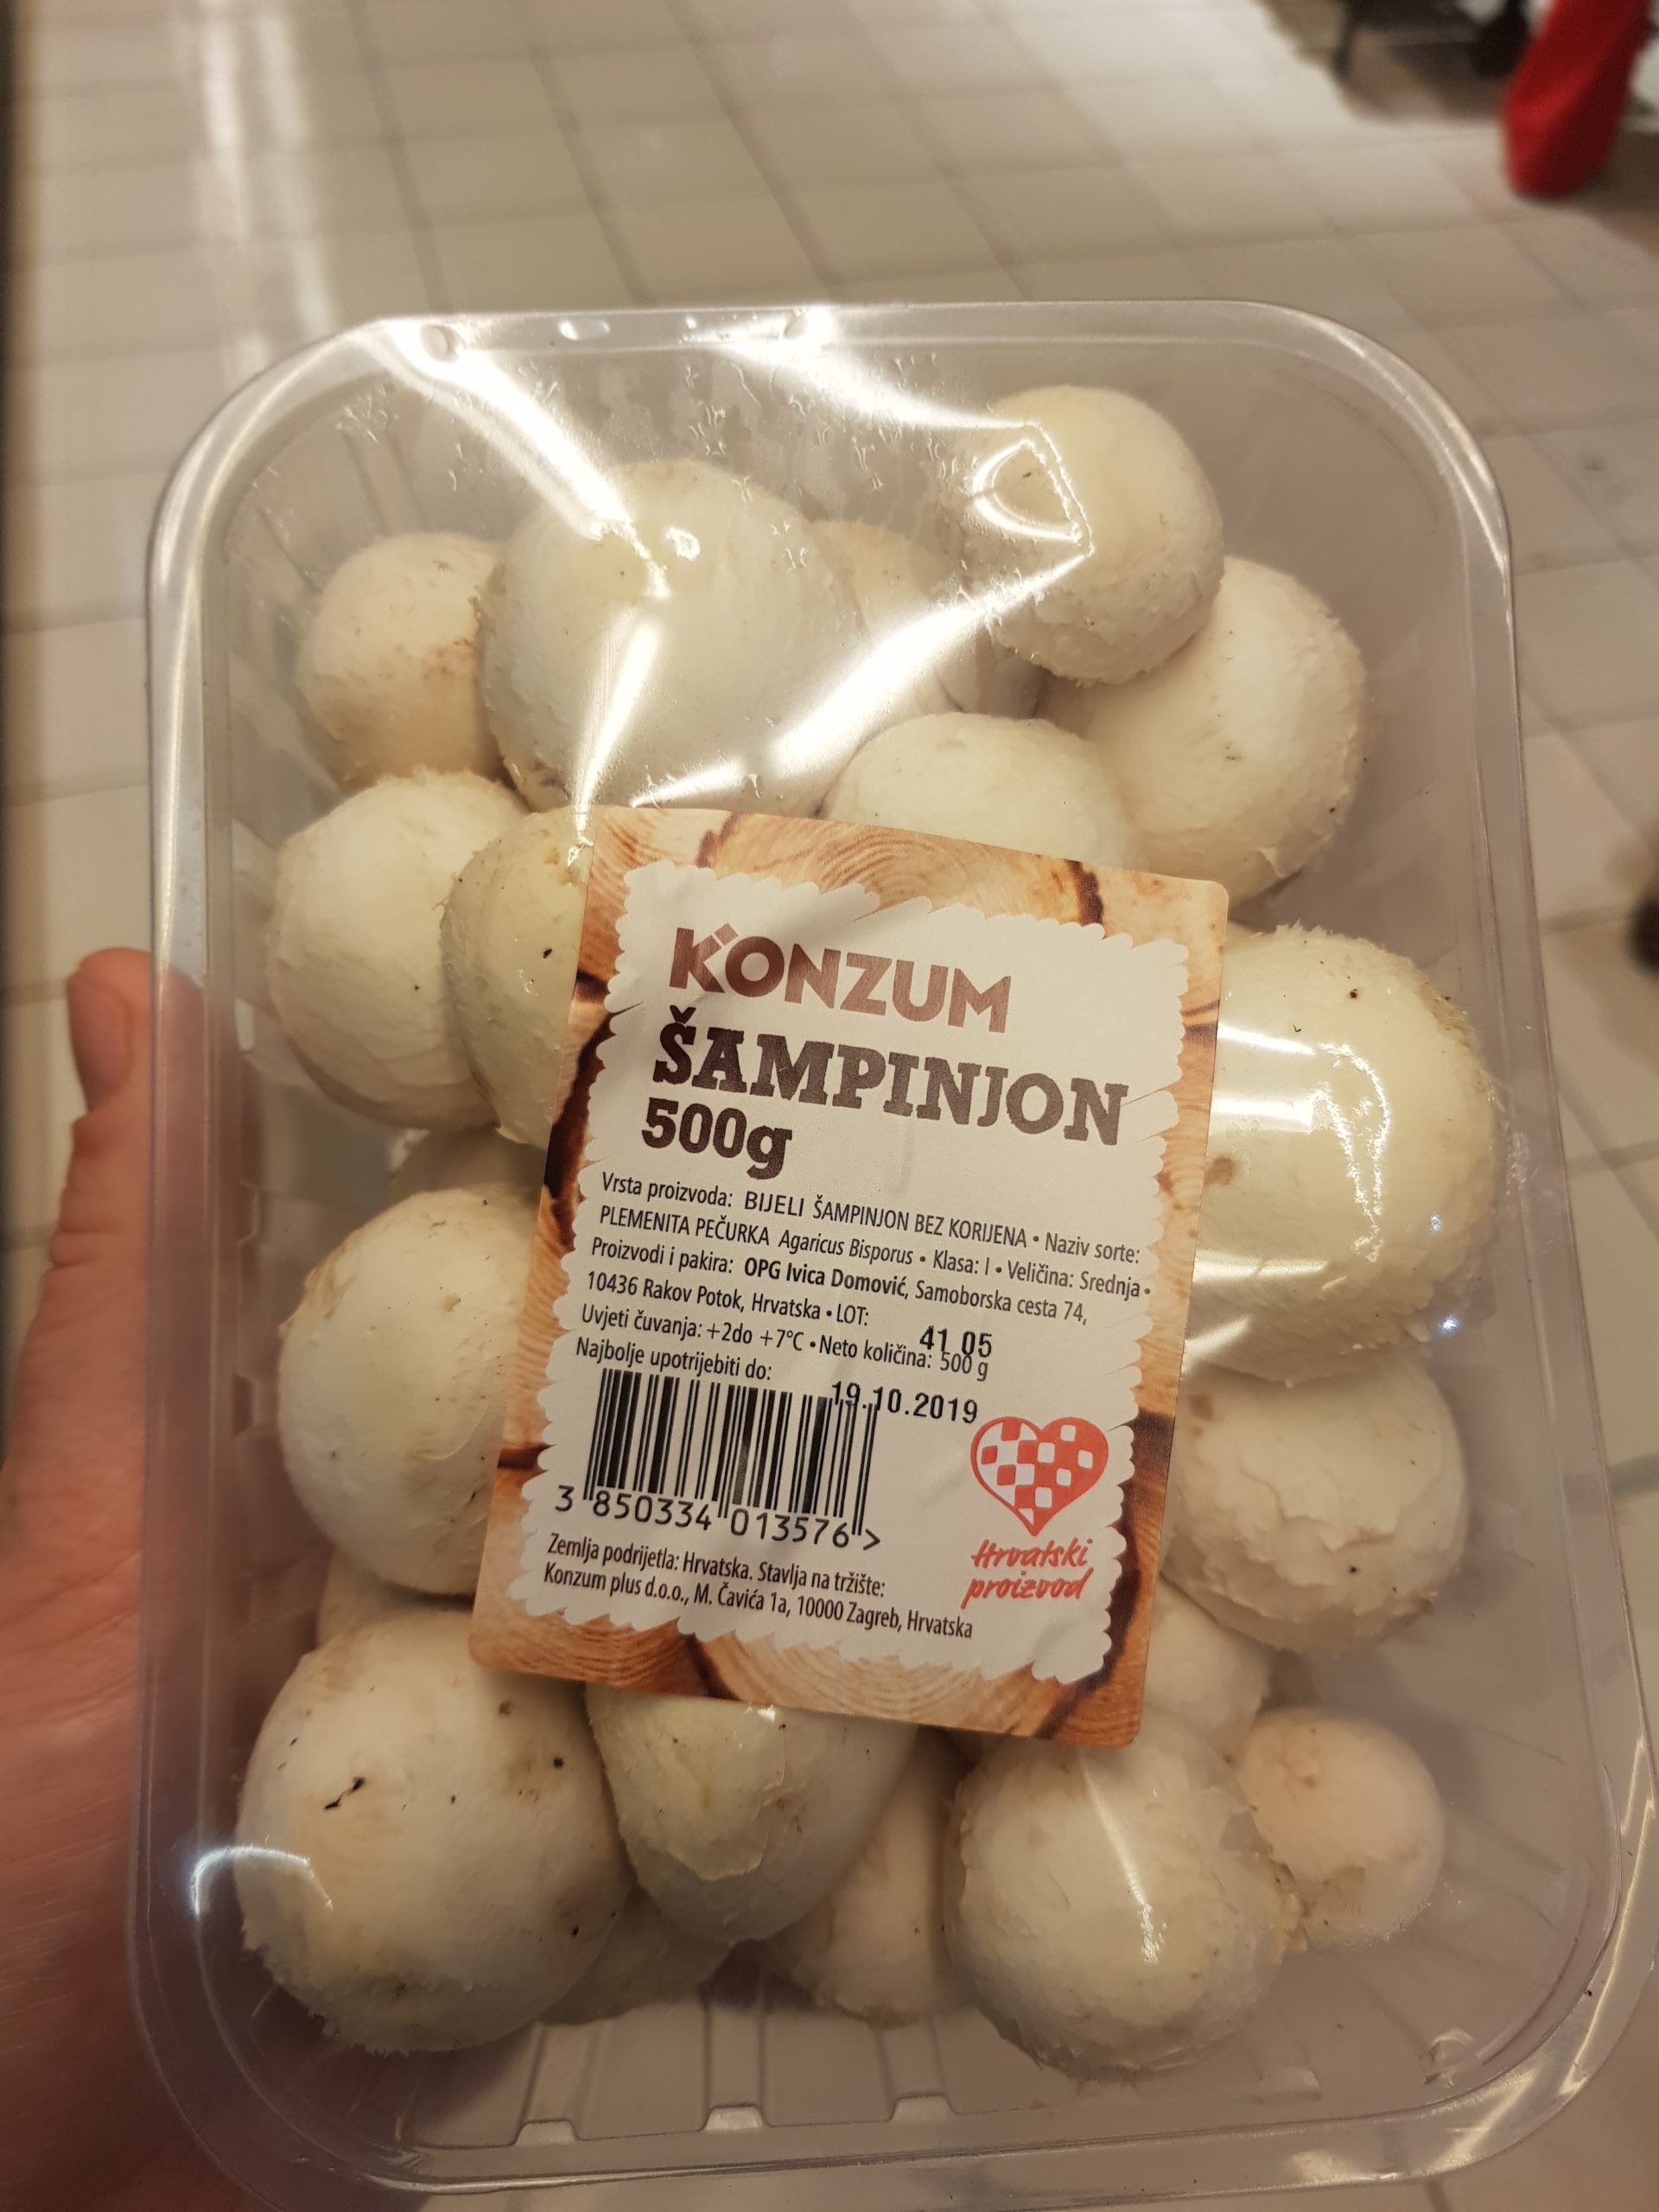 KONZUM
ŠAMPINJON
500g
Vrsta proizvoda: BIJELI ŠAMPINJON BEZ KORIJENA • Naziv sorte:
PLEMENITA PEČURKA Agaricus Bisporus • Klasa: I • Veličina: Srednja •
Proizvodi i pakira: OPG Ivica Domović, Samoborska cesta 74,
10436 Rakov Potok, Hrvatska • LOT: 41 05
Uvjeti čuvanja: +2do +7°C • Neto količina: 500 g
Najbolje upotrijebiti do: 19.10.2019
3 850334 013576 >
Hrvatski
proizvod
Zemlja podrijetla: Hrvatska. Stavlja na tržište:
Konzum plus d.o.o., M. Čavića 1a, 10000 Zagreb, Hrvatska